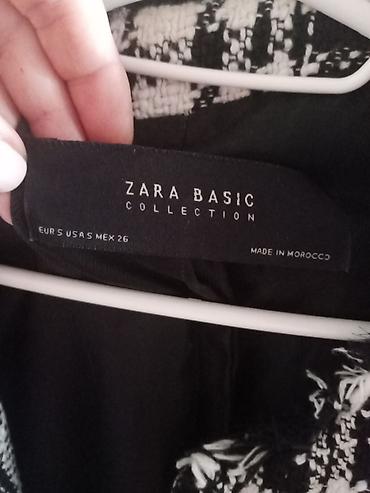 ZARA BASIC
COLLECTION
EUR S USA S MEX 26
MADE IN MOROCCO